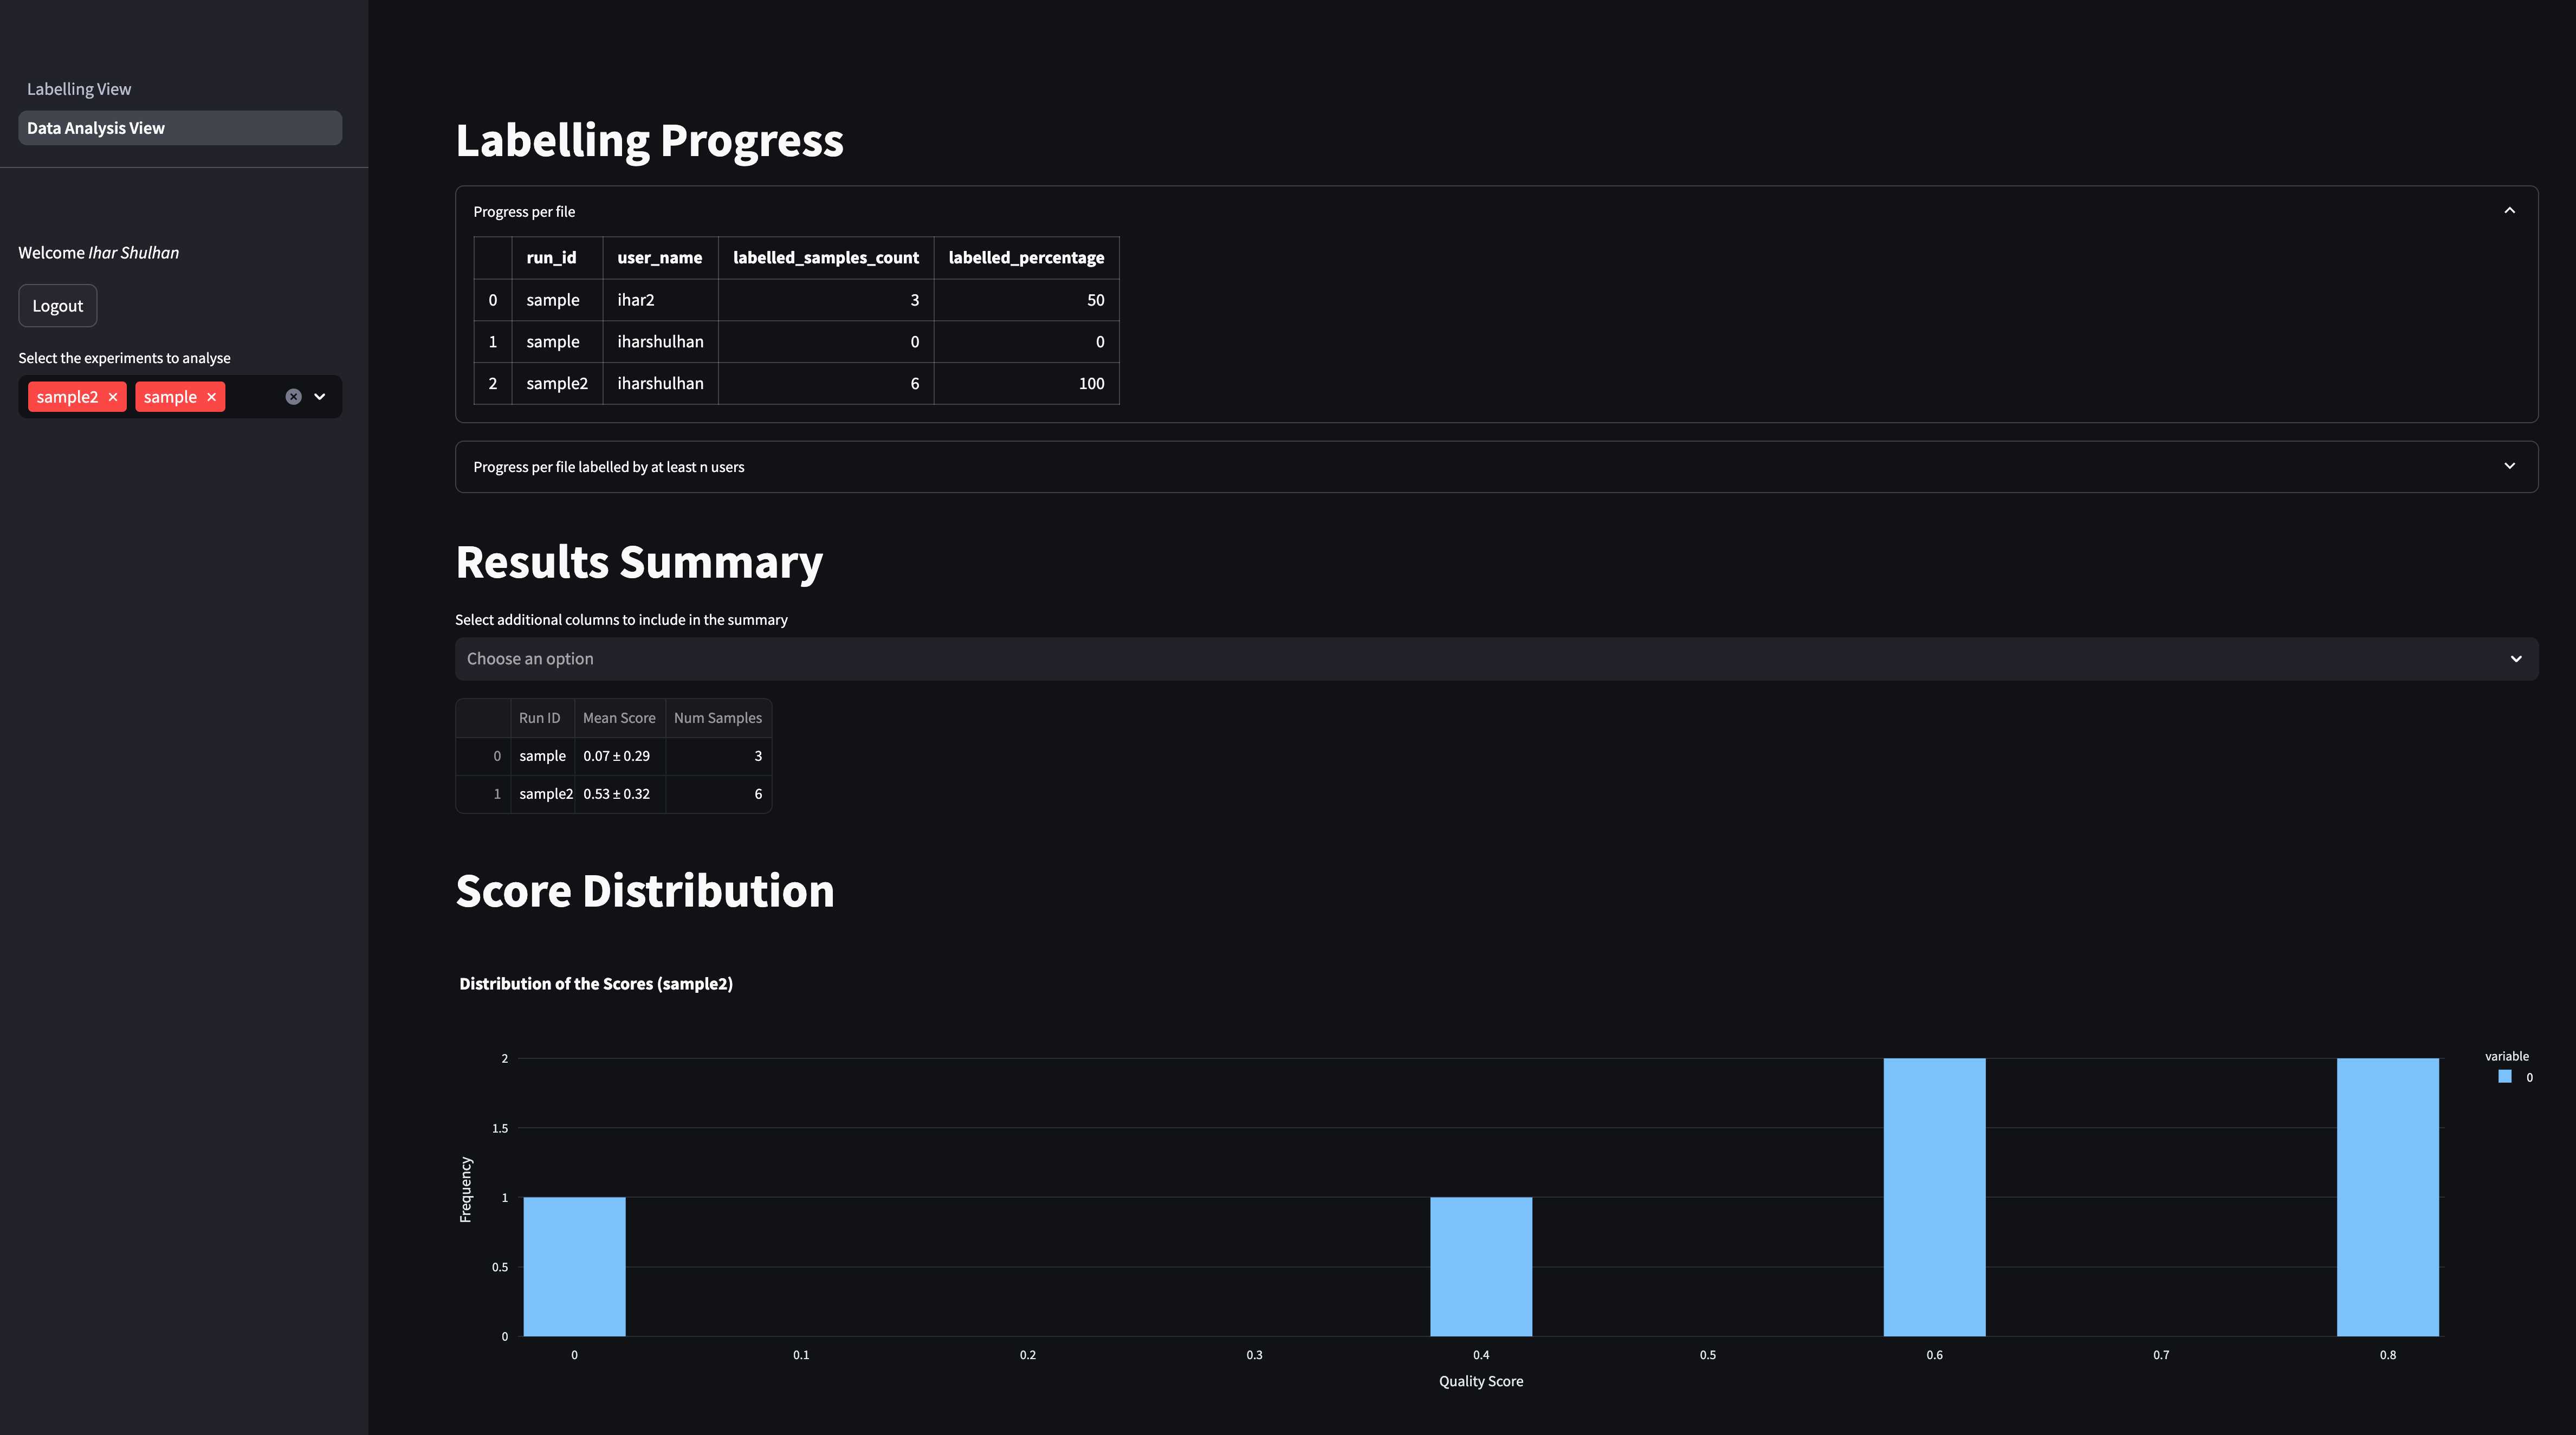 Labelling View
Data Analysis View
Welcome Ihar Shulhan
Logout
Select the experiments to analyse
sample2 sample
Labelling Progress
Progress per file
run_id user_name labelled_samples_count labelled_percentage
0 sample ihar2 3 50
1 sample iharshulhan 0 0
2 sample2 iharshulhan 6 100
Progress per file labelled by at least n users
Results Summary
Select additional columns to include in the summary
Choose an option
Run ID Mean Score Num Samples
0 sample 0.07 ± 0.29 3
1 sample2 0.53 ± 0.32 6
Score Distribution
Distribution of the Scores (sample2)
2
1.5
1
0.5
0
Frequency
0 0.1 0.2 0.3 0.4 0.5 0.6 0.7 0.8
Quality Score
variable
0